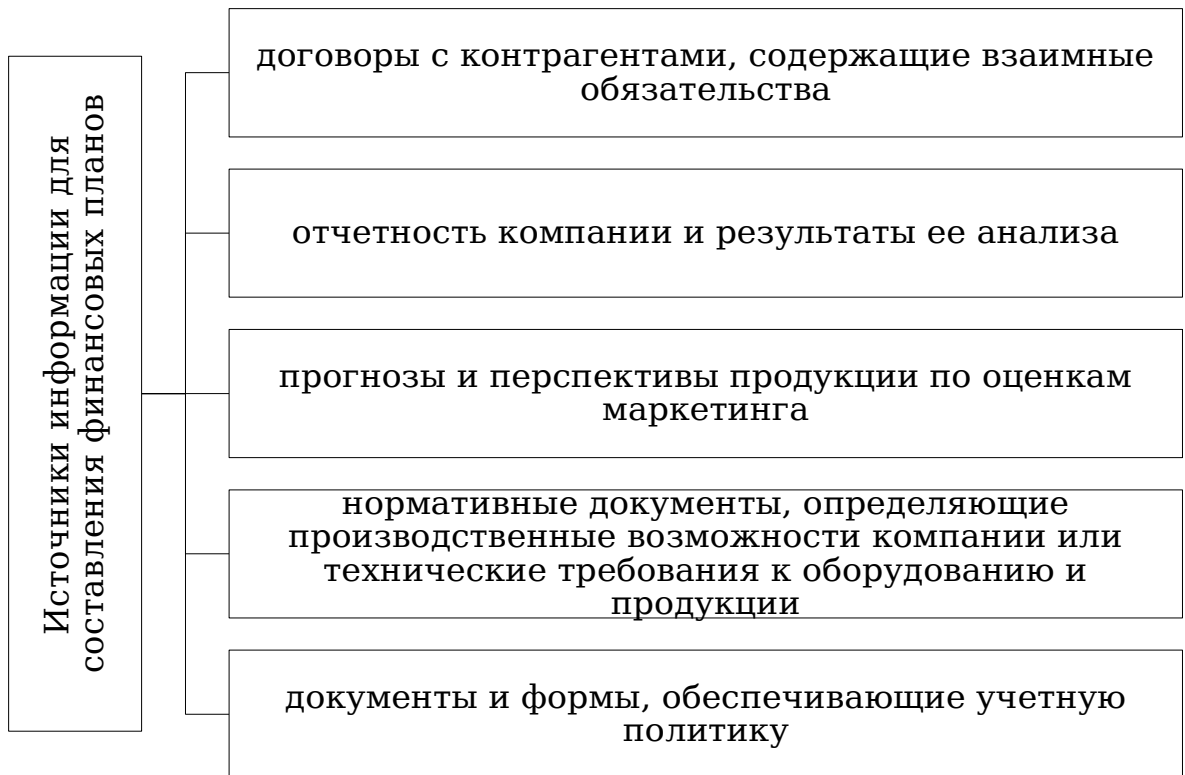 Источники информации для
составления финансовых планов
договоры с контрагентами, содержащие взаимные
обязательства
отчетность компании и результаты ее анализа
прогнозы и перспективы продукции по оценкам
маркетинга
нормативные документы, определяющие
производственные возможности компании или
технические требования к оборудованию и
продукции
документы и формы, обеспечивающие учетную
политику